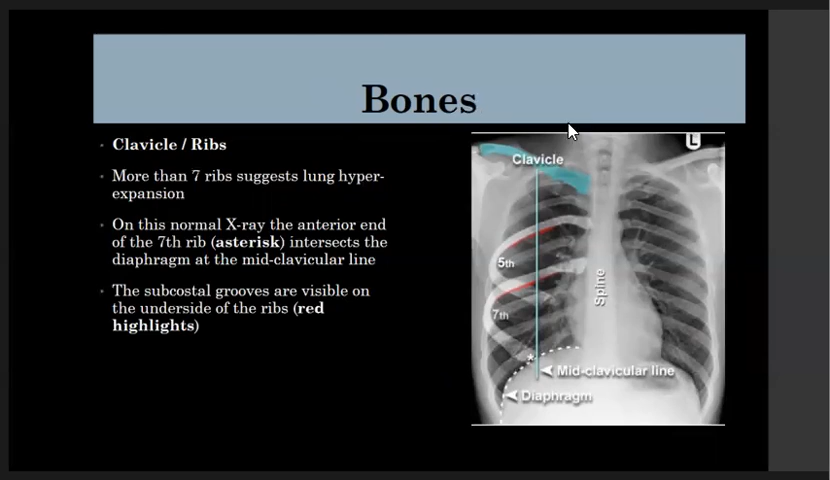 Bones
Clavicle / Ribs
More than 7 ribs suggests lung hyper-
expansion
On this normal X-ray the anterior end
of the 7th rib (asterisk) intersects the
diaphragm at the mid-clavicular line
The subcostal grooves are visible on
the underside of the ribs (red
highlights)
L
Clavicle
5th
Spine
7th
*
Mid-clavicular line
Diaphragm